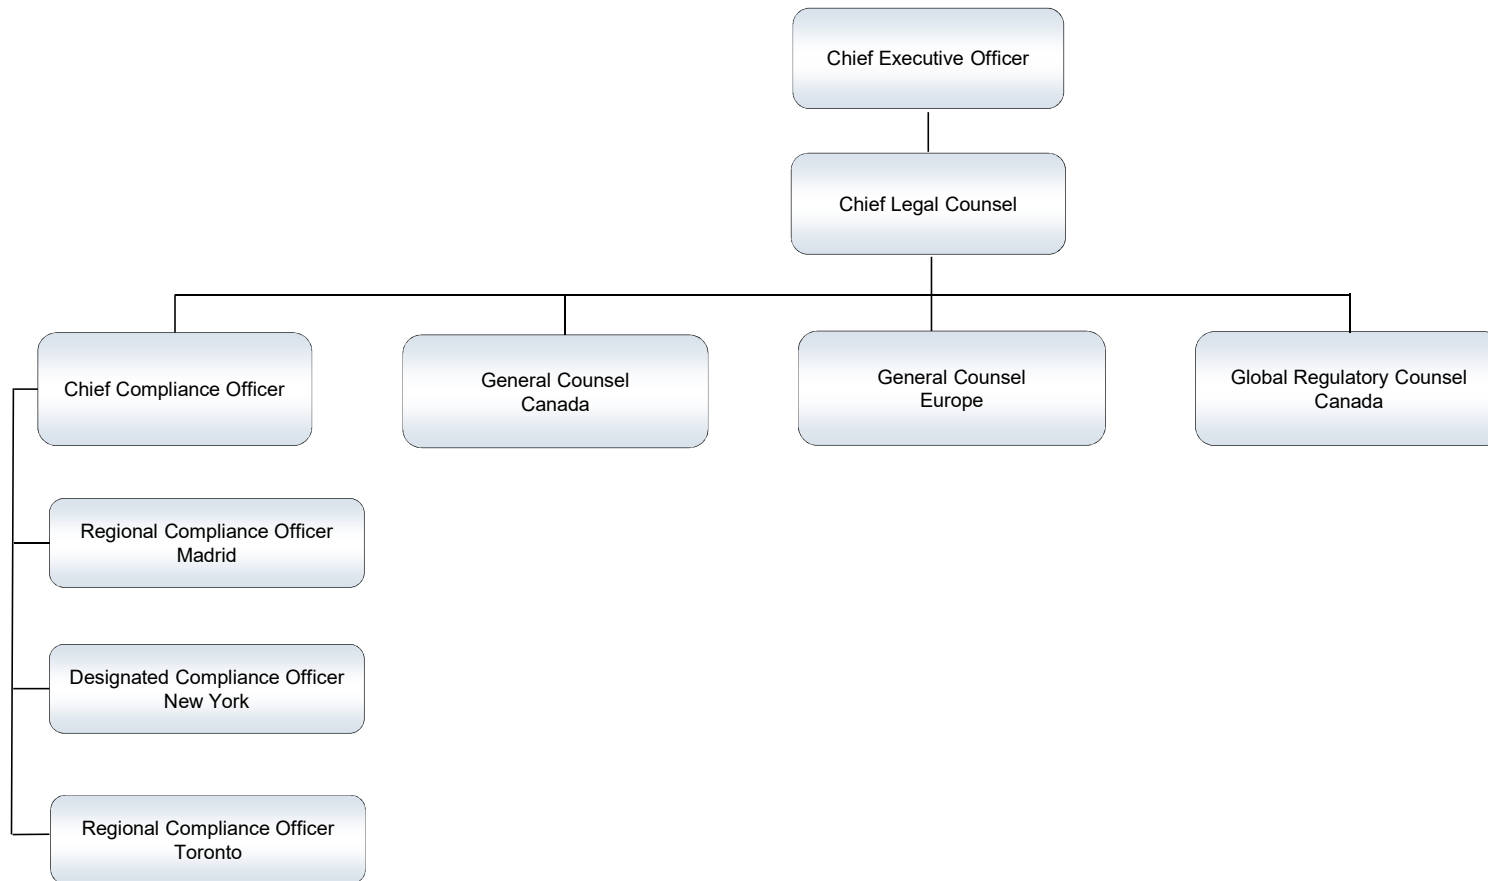 Chief Executive Officer
Chief Legal Counsel
Chief Compliance Officer
General Counsel
Canada
General Counsel
Europe
Global Regulatory Counsel
Canada
Regional Compliance Officer
Madrid
Designated Compliance Officer
New York
Regional Compliance Officer
Toronto